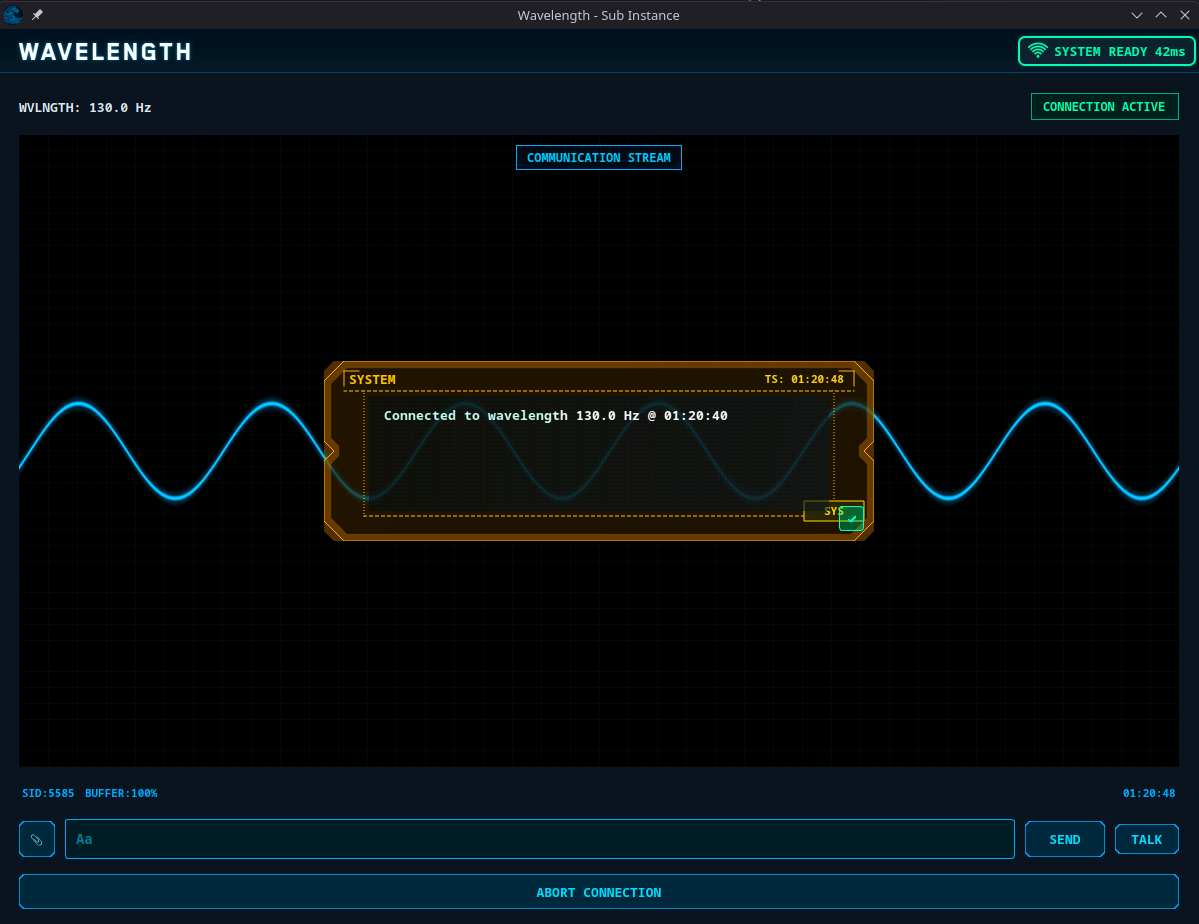 Wavelength - Sub Instance
WAVELENGTH
SYSTEM READY 42ms
WVLNGTH: 130.0 Hz
CONNECTION ACTIVE
COMMUNICATION STREAM
SYSTEM
TS: 01:20:48
Connected to wavelength 130.0 Hz @ 01:20:40
SYS
SID:5585 BUFFER:100%
01:20:48
Aa
SEND
TALK
ABORT CONNECTION